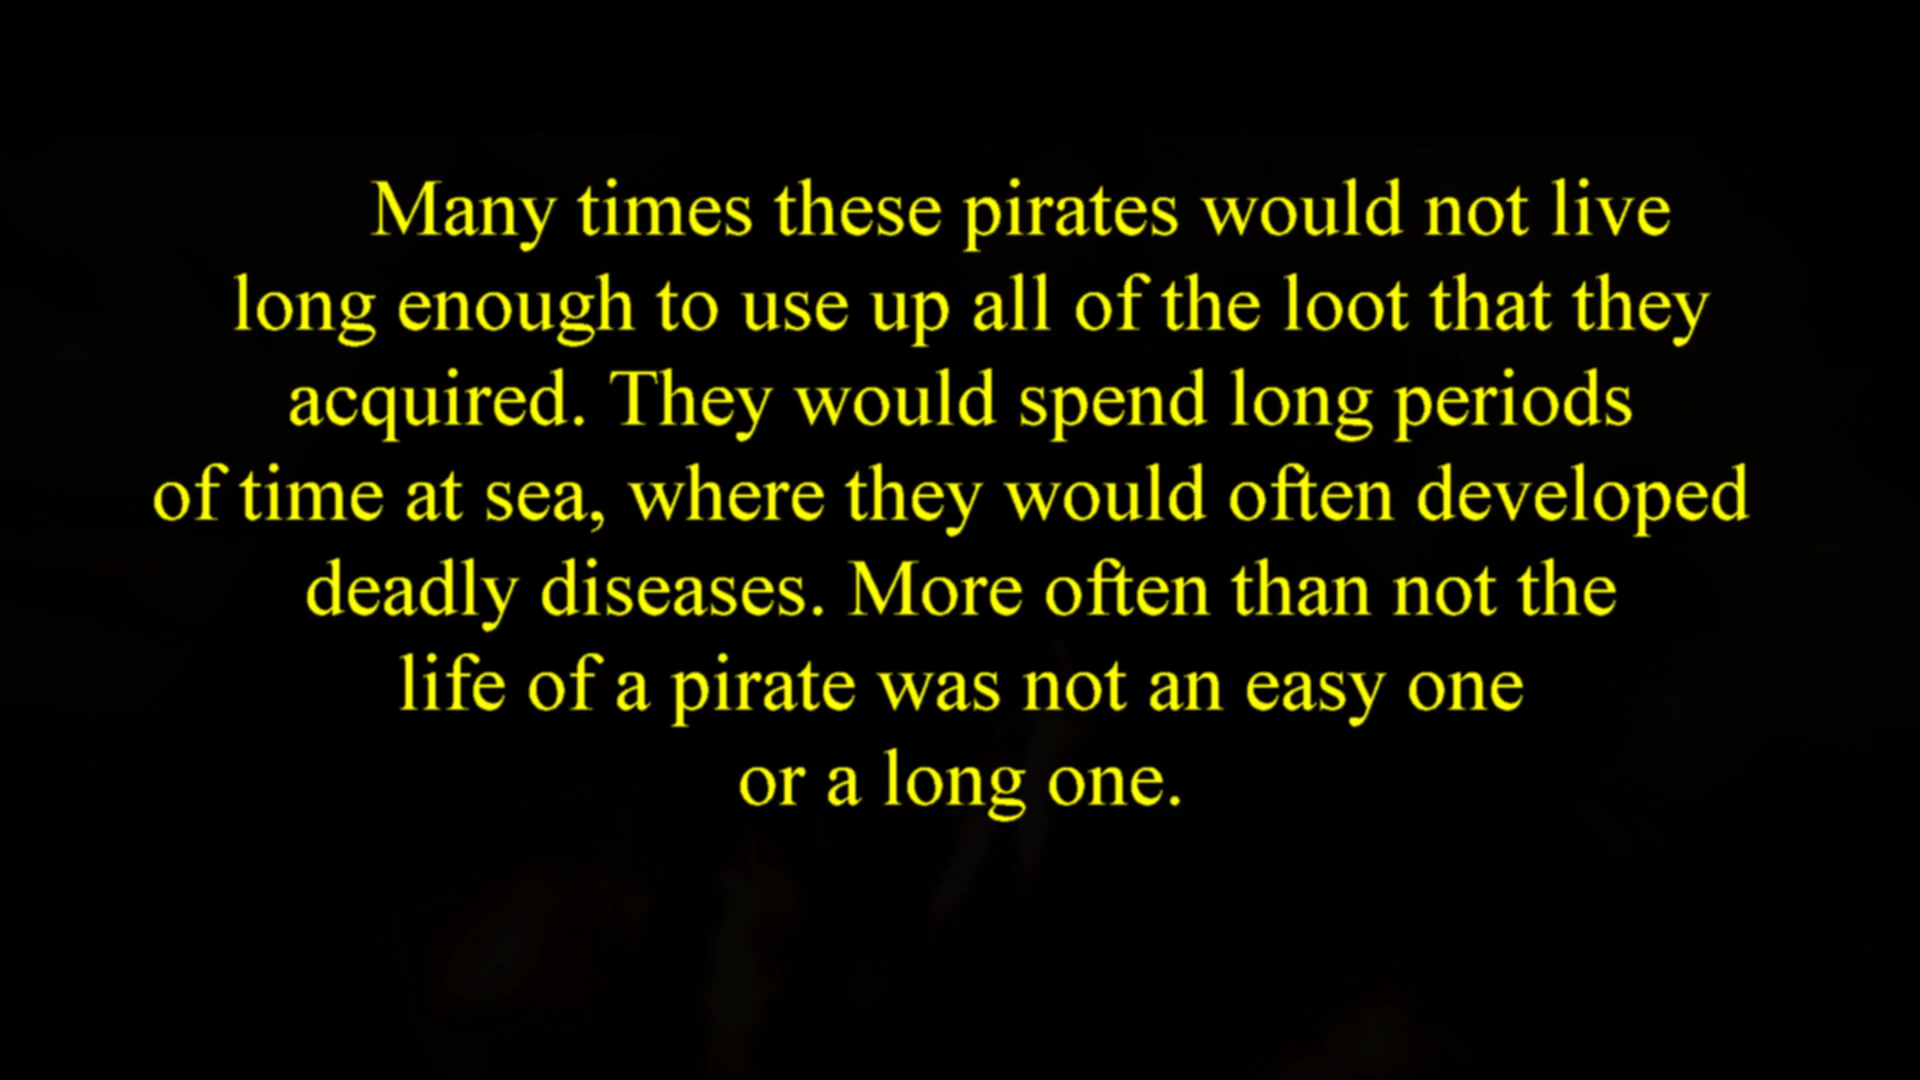 Many times these pirates would not live
long enough to use up all of the loot that they
acquired. They would spend long periods
of time at sea, where they would often developed
deadly diseases. More often than not the
life of a pirate was not an easy one
or a long one.